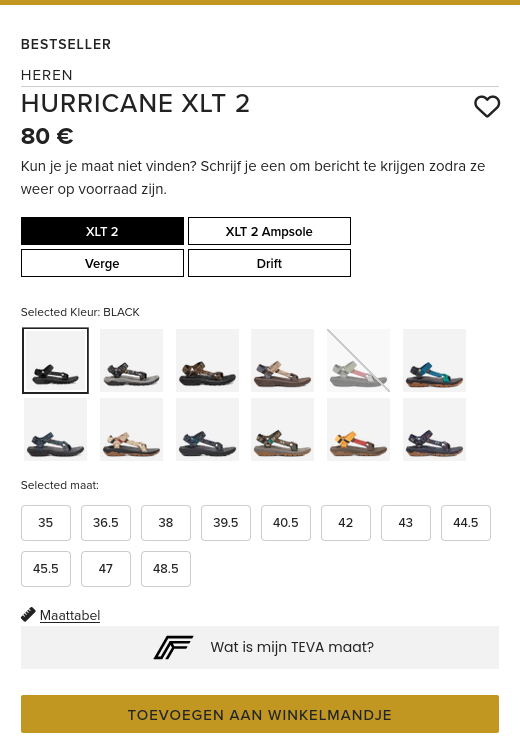 BESTSELLER
HEREN
HURRICANE XLT 2
80 €
Kun je je maat niet vinden? Schrijf je een om bericht te krijgen zodra ze
weer op voorraad zijn.
XLT 2 XLT 2 Ampsole
Verge Drift
Selected Kleur: BLACK
Selected maat:
35 36.5 38 39.5 40.5 42 43 44.5
45.5 47 48.5
Maattabel
Wat is mijn TEVA maat?
TOEVOEGEN AAN WINKELMANDJE